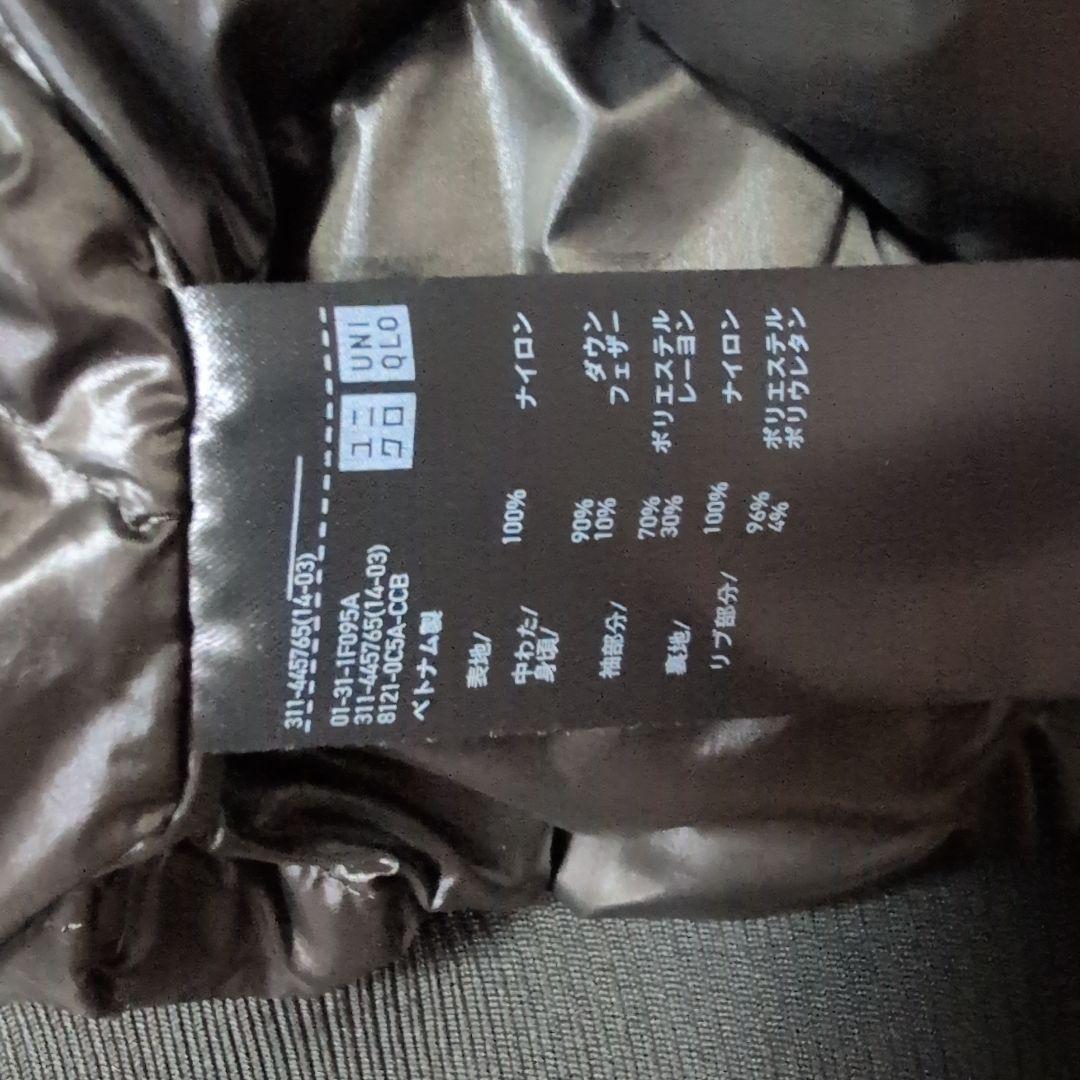 311-445765(14-03)
01-31-1F095A
311-445765(14-03)
8121-0C5A-CCB
ユニ UNI
クロ QLO
ベトナム製
表地/ 100% ナイロン
中わた/
身頃/ 90% ダウン
10% フェザー
袖部分/ 70% ポリエステル
30% レーヨン
裏地/ 100% ナイロン
リブ部分/ 96% ポリエステル
4% ポリウレタン